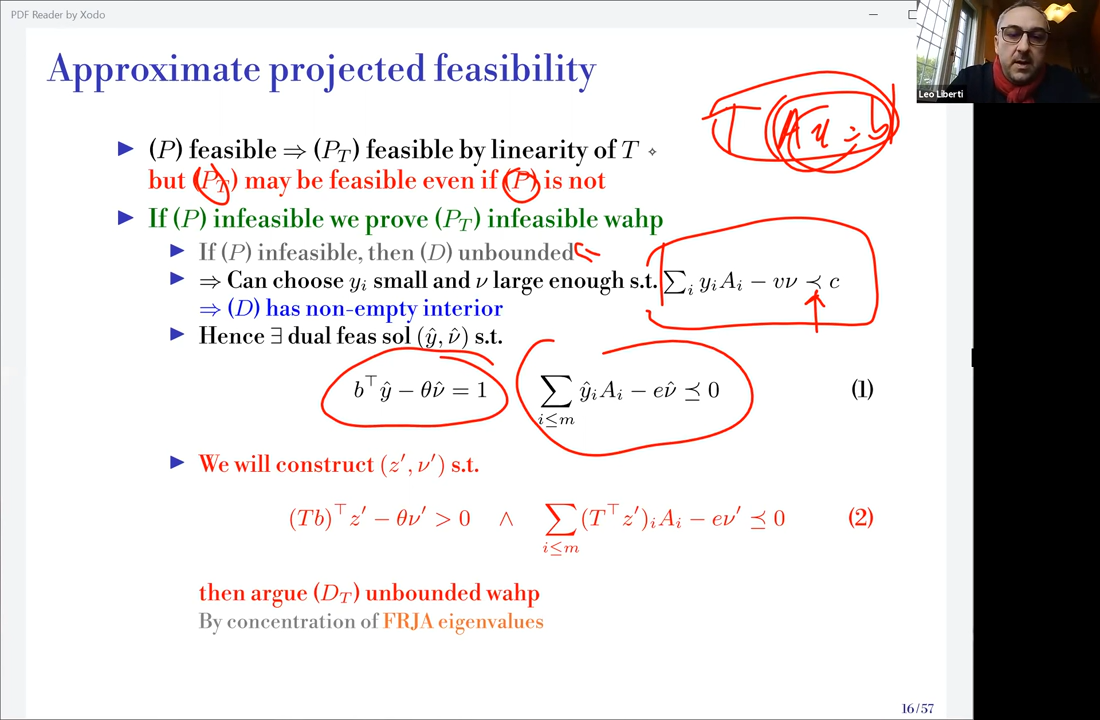 PDF Reader by Xodo
Leo Liberti
Approximate projected feasibility
T (Ax = b)
▶ (P) feasible ⇒ (P_T) feasible by linearity of T
but (P_T) may be feasible even if (P) is not
▶ If (P) infeasible we prove (P_T) infeasible wahp
▶ If (P) infeasible, then (D) unbounded
▶ ⇒ Can choose y_i small and ν large enough s.t. ∑_i y_i A_i − vν ≺ c
⇒ (D) has non-empty interior
▶ Hence ∃ dual feas sol (ŷ, ν̂) s.t.
b^⊤ŷ − θν̂ = 1 ∑_{i≤m} ŷ_i A_i − eν̂ ⪯ 0 (1)
▶ We will construct (z′, ν′) s.t.
(Tb)^⊤z′ − θν′ > 0 ∧ ∑_{i≤m} (T^⊤z′)_i A_i − eν′ ⪯ 0 (2)
then argue (D_T) unbounded wahp
By concentration of FRJA eigenvalues
16/57